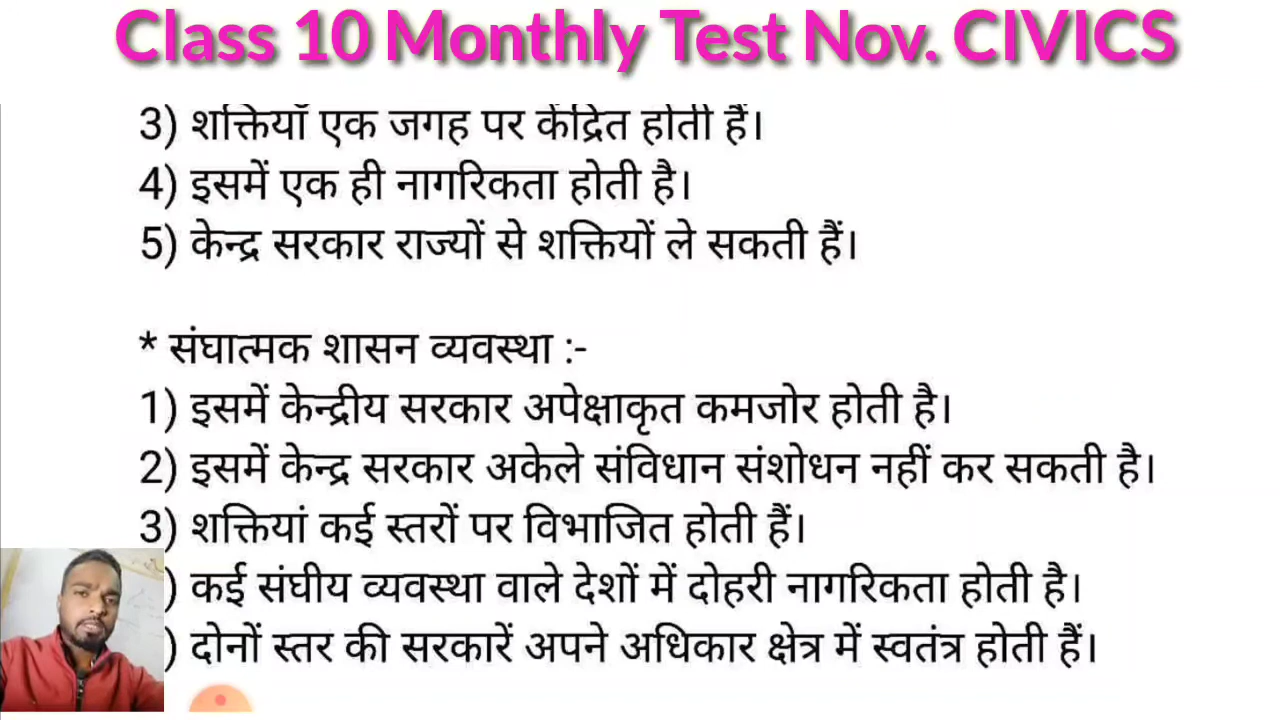 Class 10 Monthly Test Nov. CIVICS
3) शक्तियाँ एक जगह पर केंद्रित होती हैं।
4) इसमें एक ही नागरिकता होती है।
5) केन्द्र सरकार राज्यों से शक्तियों ले सकती हैं।
* संघात्मक शासन व्यवस्था :-
1) इसमें केन्द्रीय सरकार अपेक्षाकृत कमजोर होती है।
2) इसमें केन्द्र सरकार अकेले संविधान संशोधन नहीं कर सकती है।
3) शक्तियां कई स्तरों पर विभाजित होती हैं।
) कई संघीय व्यवस्था वाले देशों में दोहरी नागरिकता होती है।
) दोनों स्तर की सरकारें अपने अधिकार क्षेत्र में स्वतंत्र होती हैं।